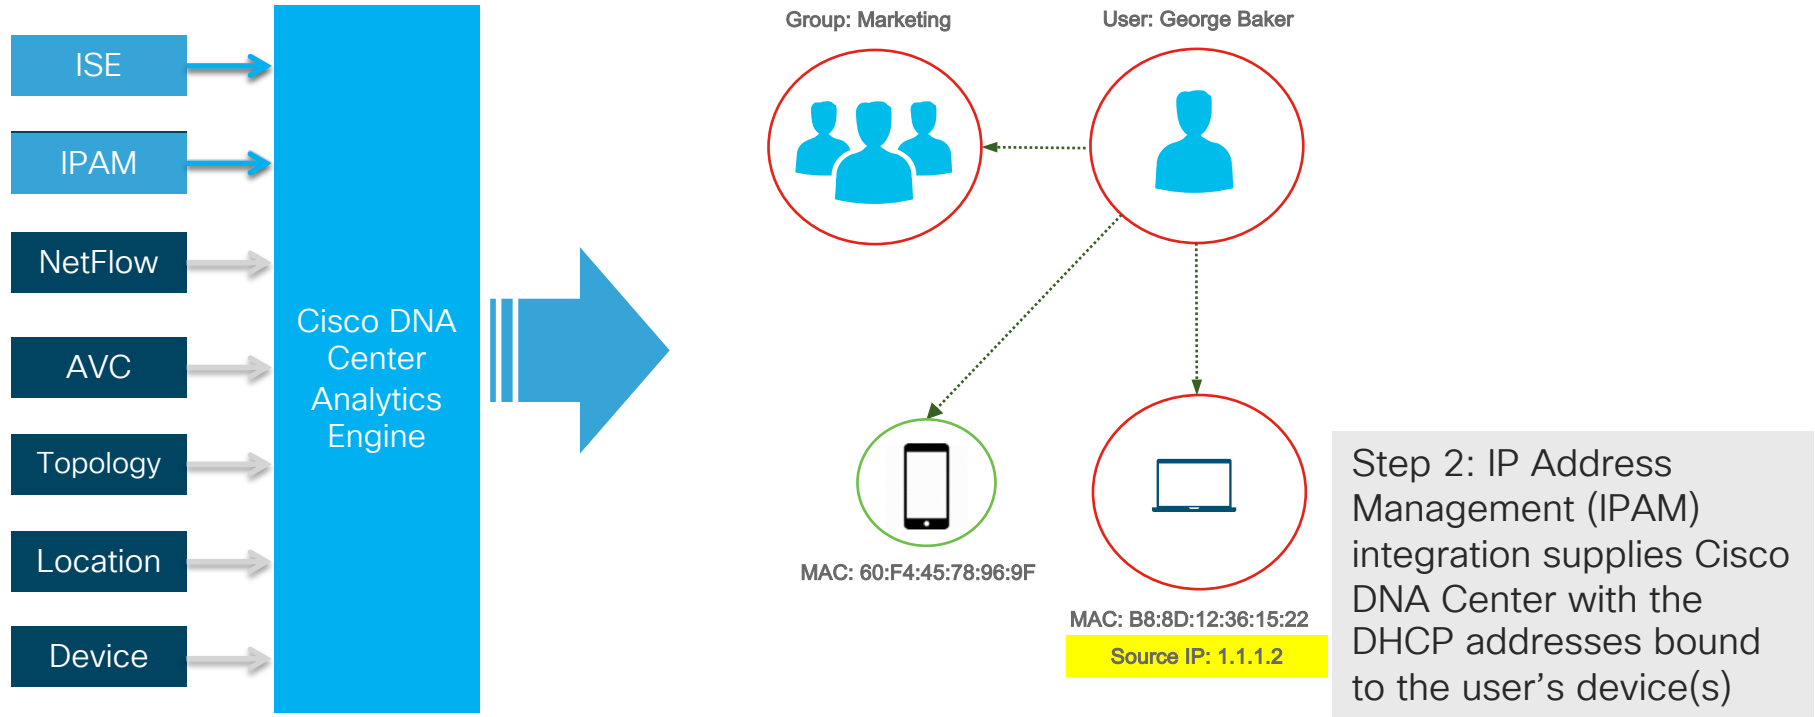 ISE
IPAM
NetFlow
AVC
Topology
Location
Device
Cisco DNA
Center
Analytics
Engine
Group: Marketing
User: George Baker
MAC: 60:F4:45:78:96:9F
MAC: B8:8D:12:36:15:22
Source IP: 1.1.1.2
Step 2: IP Address
Management (IPAM)
integration supplies Cisco
DNA Center with the
DHCP addresses bound
to the user’s device(s)